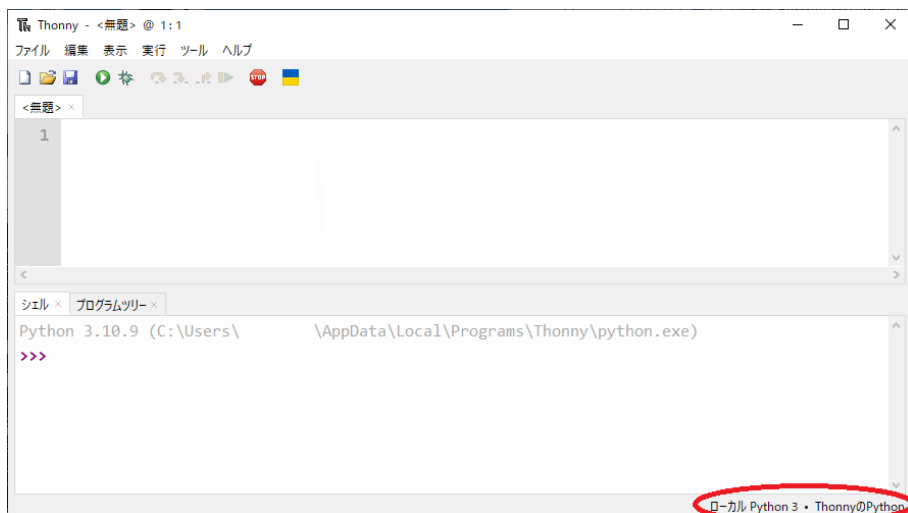 Thonny - <無題> @ 1:1
ファイル 編集 表示 実行 ツール ヘルプ
STOP
<無題> ×
1
シェル × プログラムツリー ×
Python 3.10.9 (C:\Users\ \AppData\Local\Programs\Thonny\python.exe)
>>>
ローカル Python 3 • ThonnyのPython